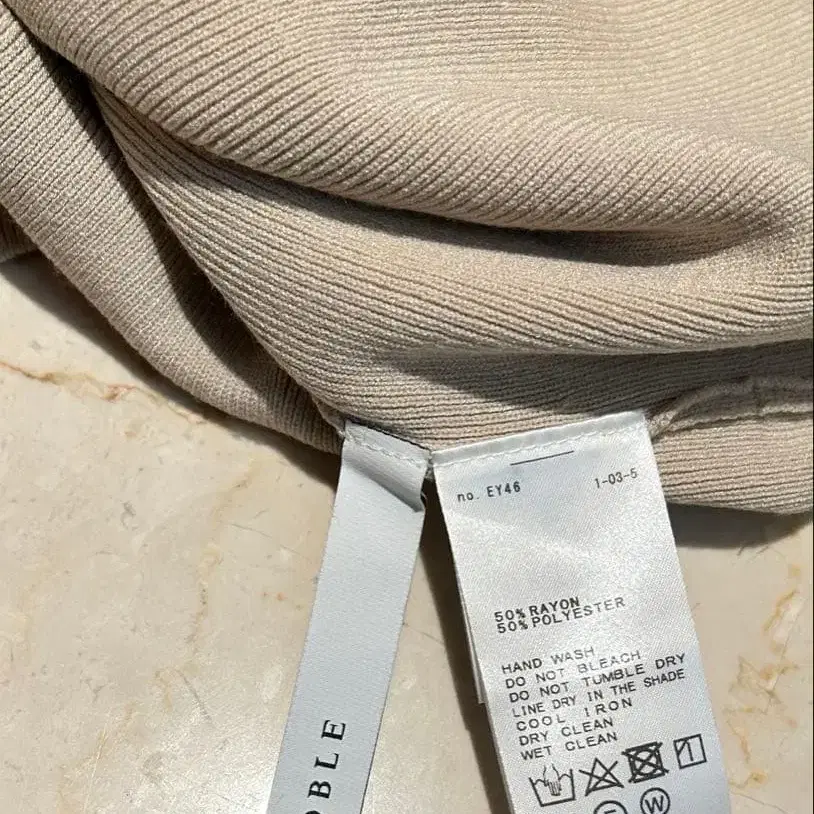 no. EY46 1-03-5
50% RAYON
50% POLYESTER
HAND WASH
DO NOT BLEACH
DO NOT TUMBLE DRY
LINE DRY IN THE SHADE
COOL IRON
DRY CLEAN
WET CLEAN
W
OBLE